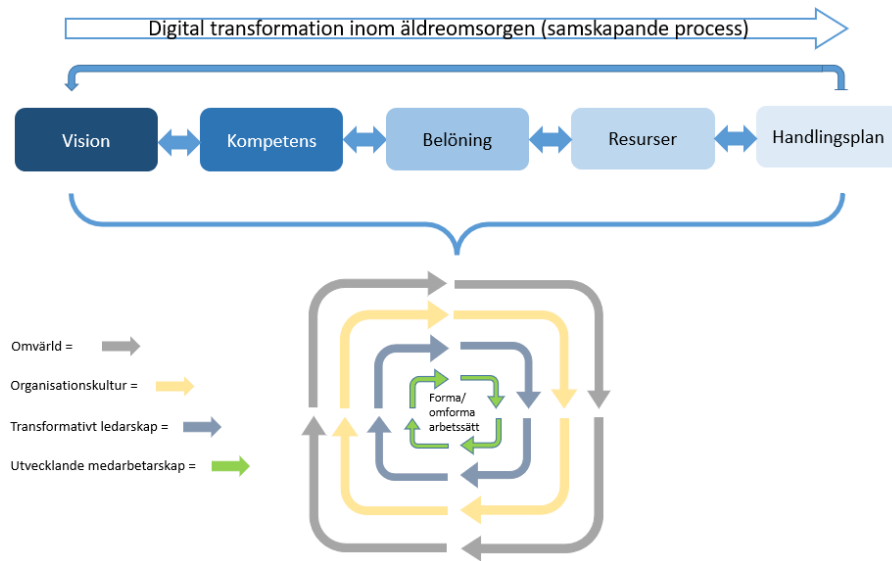 Digital transformation inom äldreomsorgen (samskapande process)
Vision
Kompetens
Belöning
Resurser
Handlingsplan
Omvärld =
Organisationskultur =
Transformativt ledarskap =
Utvecklande medarbetarskap =
Forma/
omforma
arbetssätt